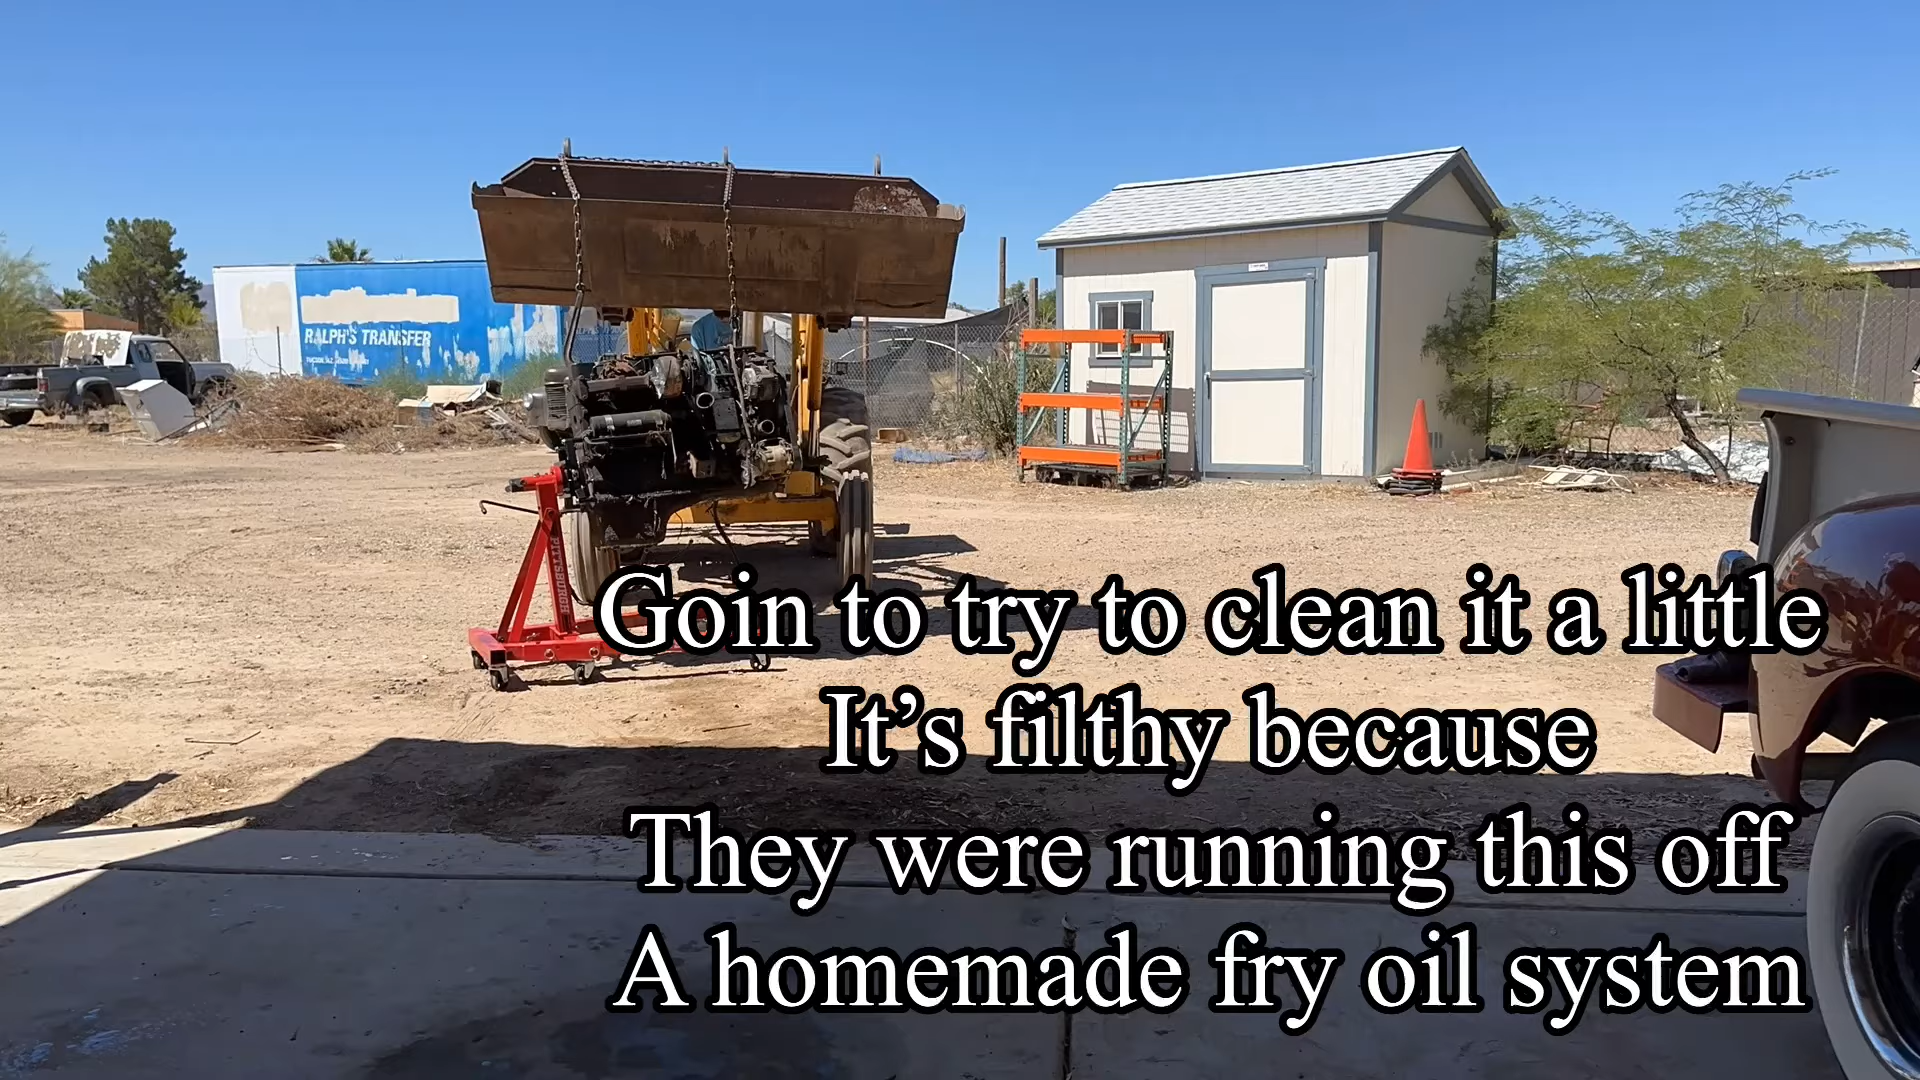 RALPH'S TRANSFER
PITTSBURGH
Goin to try to clean it a little
It’s filthy because
They were running this off
A homemade fry oil system